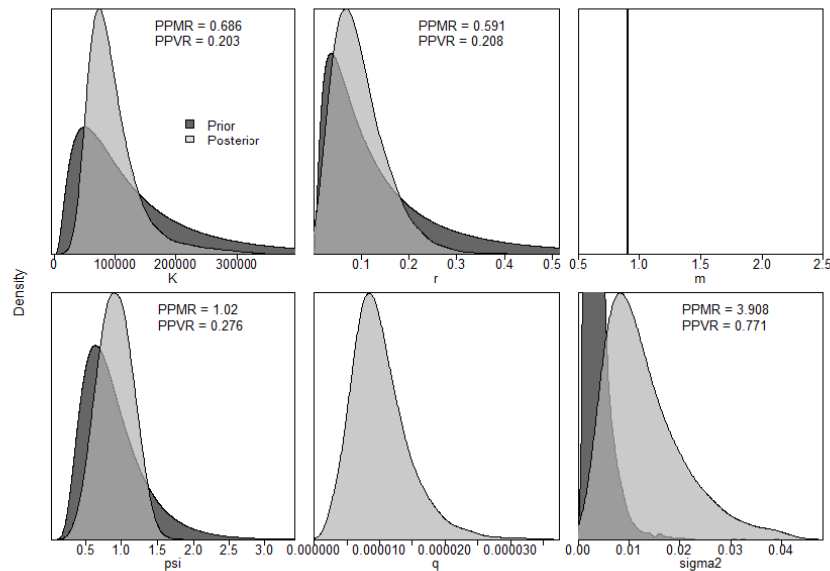 PPMR = 0.686
PPVR = 0.203
Prior
Posterior
0 100000 200000 300000
K
PPMR = 0.591
PPVR = 0.208
0.1 0.2 0.3 0.4 0.5
r
0.5 1.0 1.5 2.0 2.5
m
Density
PPMR = 1.02
PPVR = 0.276
0.5 1.0 1.5 2.0 2.5 3.0
psi
0.000000 0.000010 0.000020 0.000030
q
PPMR = 3.908
PPVR = 0.771
0.00 0.01 0.02 0.03 0.04
sigma2